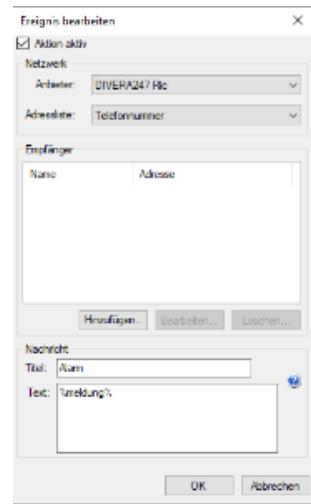 Ereignis bearbeiten
Aktion aktiv
Netzwerk
Anbieter: DIVERA247 Ric
Adressliste: Telefonnummer
Empfänger
Name Adresse
Hinzufügen... Bearbeiten... Löschen...
Nachricht
Titel: Alarm
Text: %meldung%
OK Abbrechen